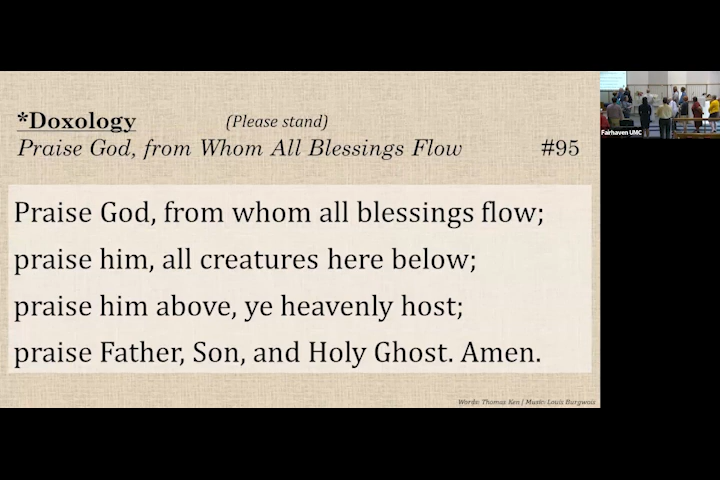 *Doxology (Please stand)
Praise God, from Whom All Blessings Flow #95
Praise God, from whom all blessings flow;
praise him, all creatures here below;
praise him above, ye heavenly host;
praise Father, Son, and Holy Ghost. Amen.
Words: Thomas Ken | Music: Louis Burgwois
Fairhaven UMC